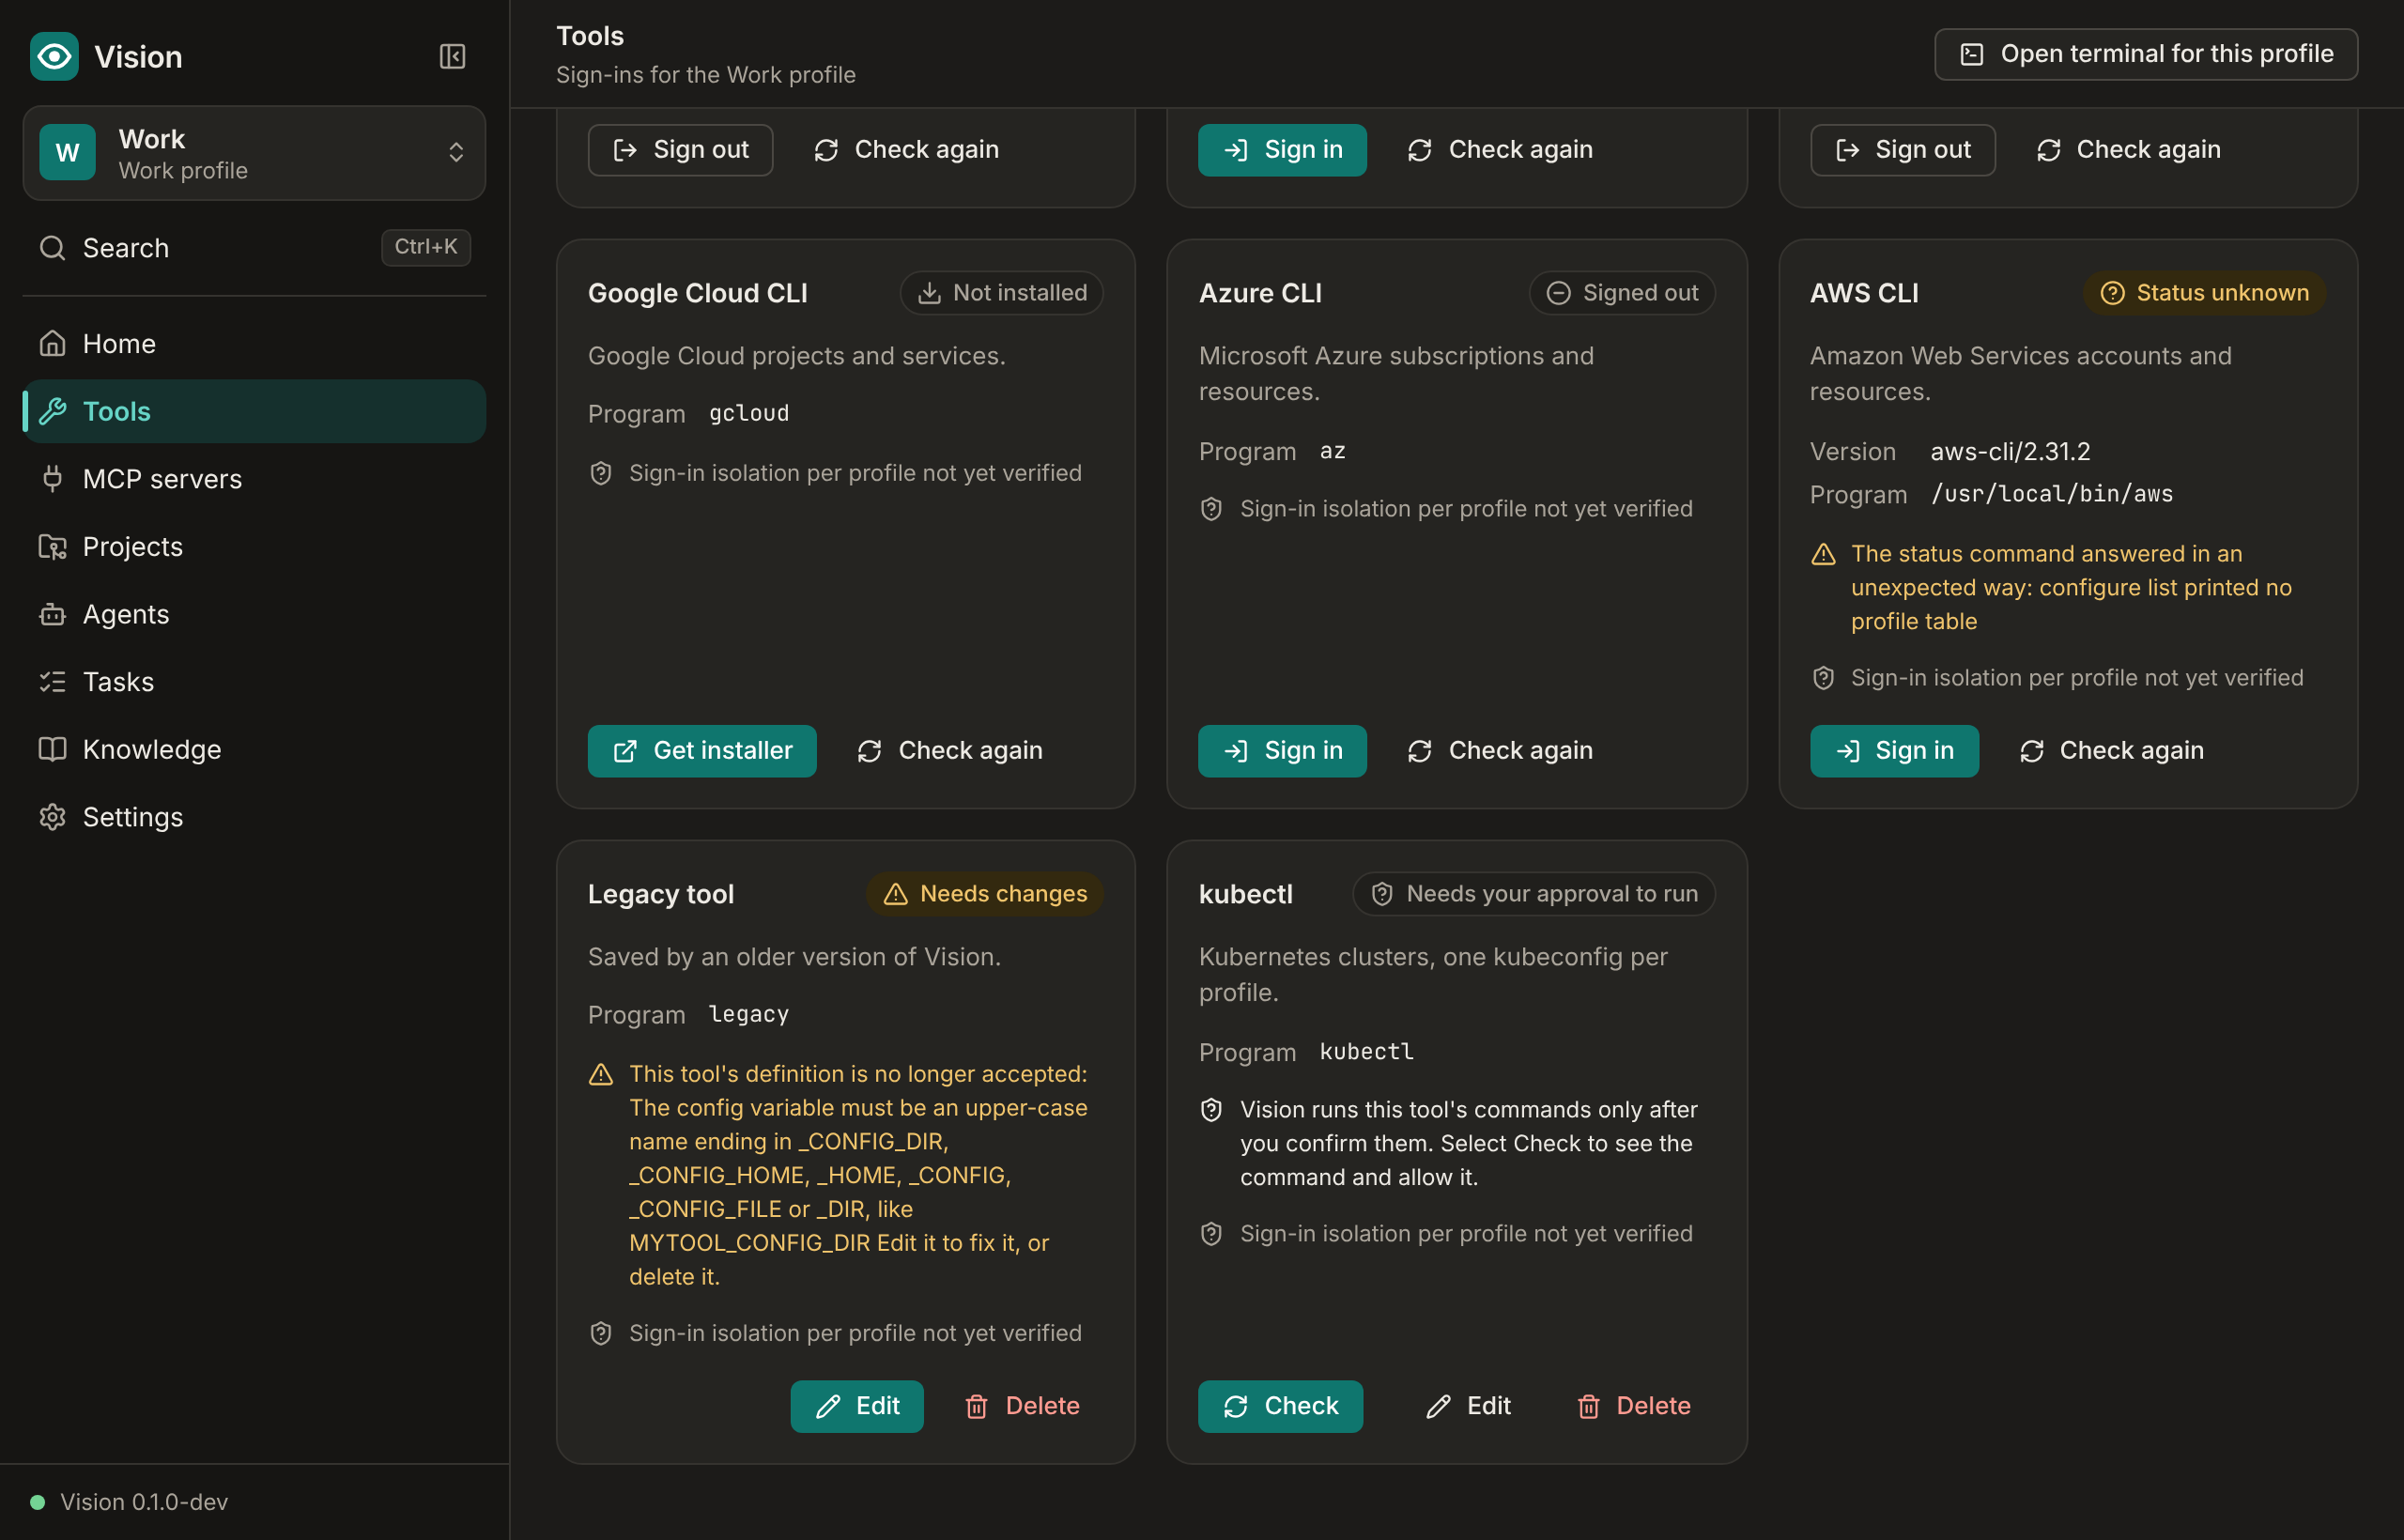 Vision
W
Work
Work profile
Search
Ctrl+K
Home
Tools
MCP servers
Projects
Agents
Tasks
Knowledge
Settings
Vision 0.1.0-dev
Tools
Sign-ins for the Work profile
Open terminal for this profile
Sign out
Check again
Sign in
Check again
Sign out
Check again
Google Cloud CLI
Not installed
Google Cloud projects and services.
Program gcloud
Sign-in isolation per profile not yet verified
Get installer
Check again
Azure CLI
Signed out
Microsoft Azure subscriptions and
resources.
Program az
Sign-in isolation per profile not yet verified
Sign in
Check again
AWS CLI
Status unknown
Amazon Web Services accounts and
resources.
Version aws-cli/2.31.2
Program /usr/local/bin/aws
The status command answered in an
unexpected way: configure list printed no
profile table
Sign-in isolation per profile not yet verified
Sign in
Check again
Legacy tool
Needs changes
Saved by an older version of Vision.
Program legacy
This tool's definition is no longer accepted:
The config variable must be an upper-case
name ending in _CONFIG_DIR,
_CONFIG_HOME, _HOME, _CONFIG,
_CONFIG_FILE or _DIR, like
MYTOOL_CONFIG_DIR Edit it to fix it, or
delete it.
Sign-in isolation per profile not yet verified
Edit
Delete
kubectl
Needs your approval to run
Kubernetes clusters, one kubeconfig per
profile.
Program kubectl
Vision runs this tool's commands only after
you confirm them. Select Check to see the
command and allow it.
Sign-in isolation per profile not yet verified
Check
Edit
Delete